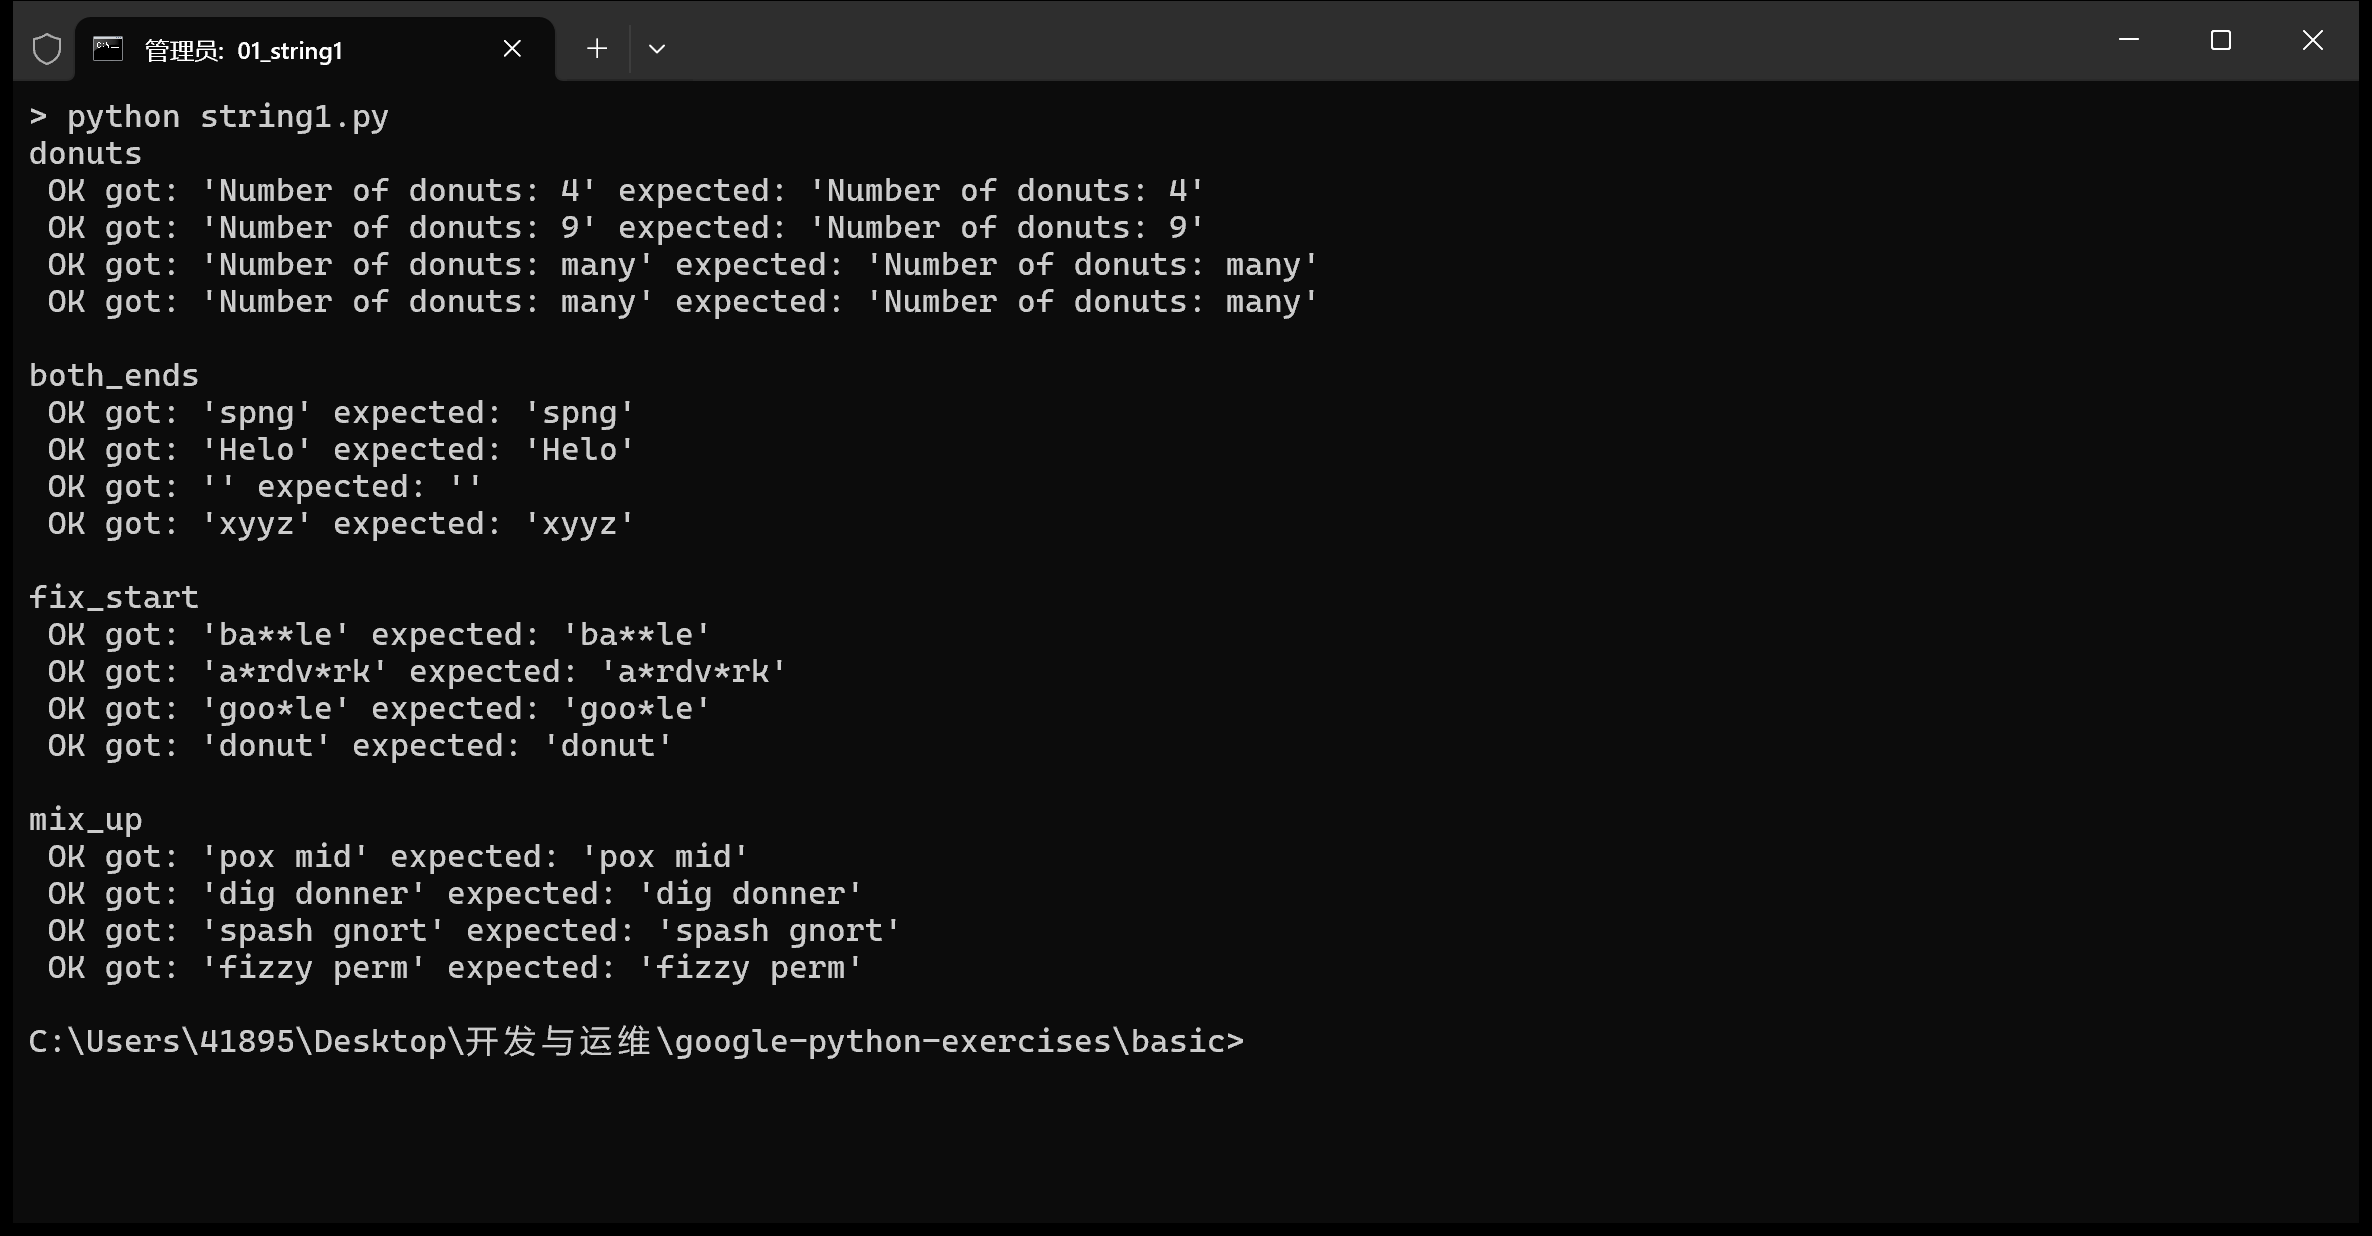 管理员: 01_string1
> python string1.py
donuts
 OK got: 'Number of donuts: 4' expected: 'Number of donuts: 4'
 OK got: 'Number of donuts: 9' expected: 'Number of donuts: 9'
 OK got: 'Number of donuts: many' expected: 'Number of donuts: many'
 OK got: 'Number of donuts: many' expected: 'Number of donuts: many'

both_ends
 OK got: 'spng' expected: 'spng'
 OK got: 'Helo' expected: 'Helo'
 OK got: '' expected: ''
 OK got: 'xyyz' expected: 'xyyz'

fix_start
 OK got: 'ba**le' expected: 'ba**le'
 OK got: 'a*rdv*rk' expected: 'a*rdv*rk'
 OK got: 'goo*le' expected: 'goo*le'
 OK got: 'donut' expected: 'donut'

mix_up
 OK got: 'pox mid' expected: 'pox mid'
 OK got: 'dig donner' expected: 'dig donner'
 OK got: 'spash gnort' expected: 'spash gnort'
 OK got: 'fizzy perm' expected: 'fizzy perm'

C:\Users\41895\Desktop\开发与运维\google-python-exercises\basic>